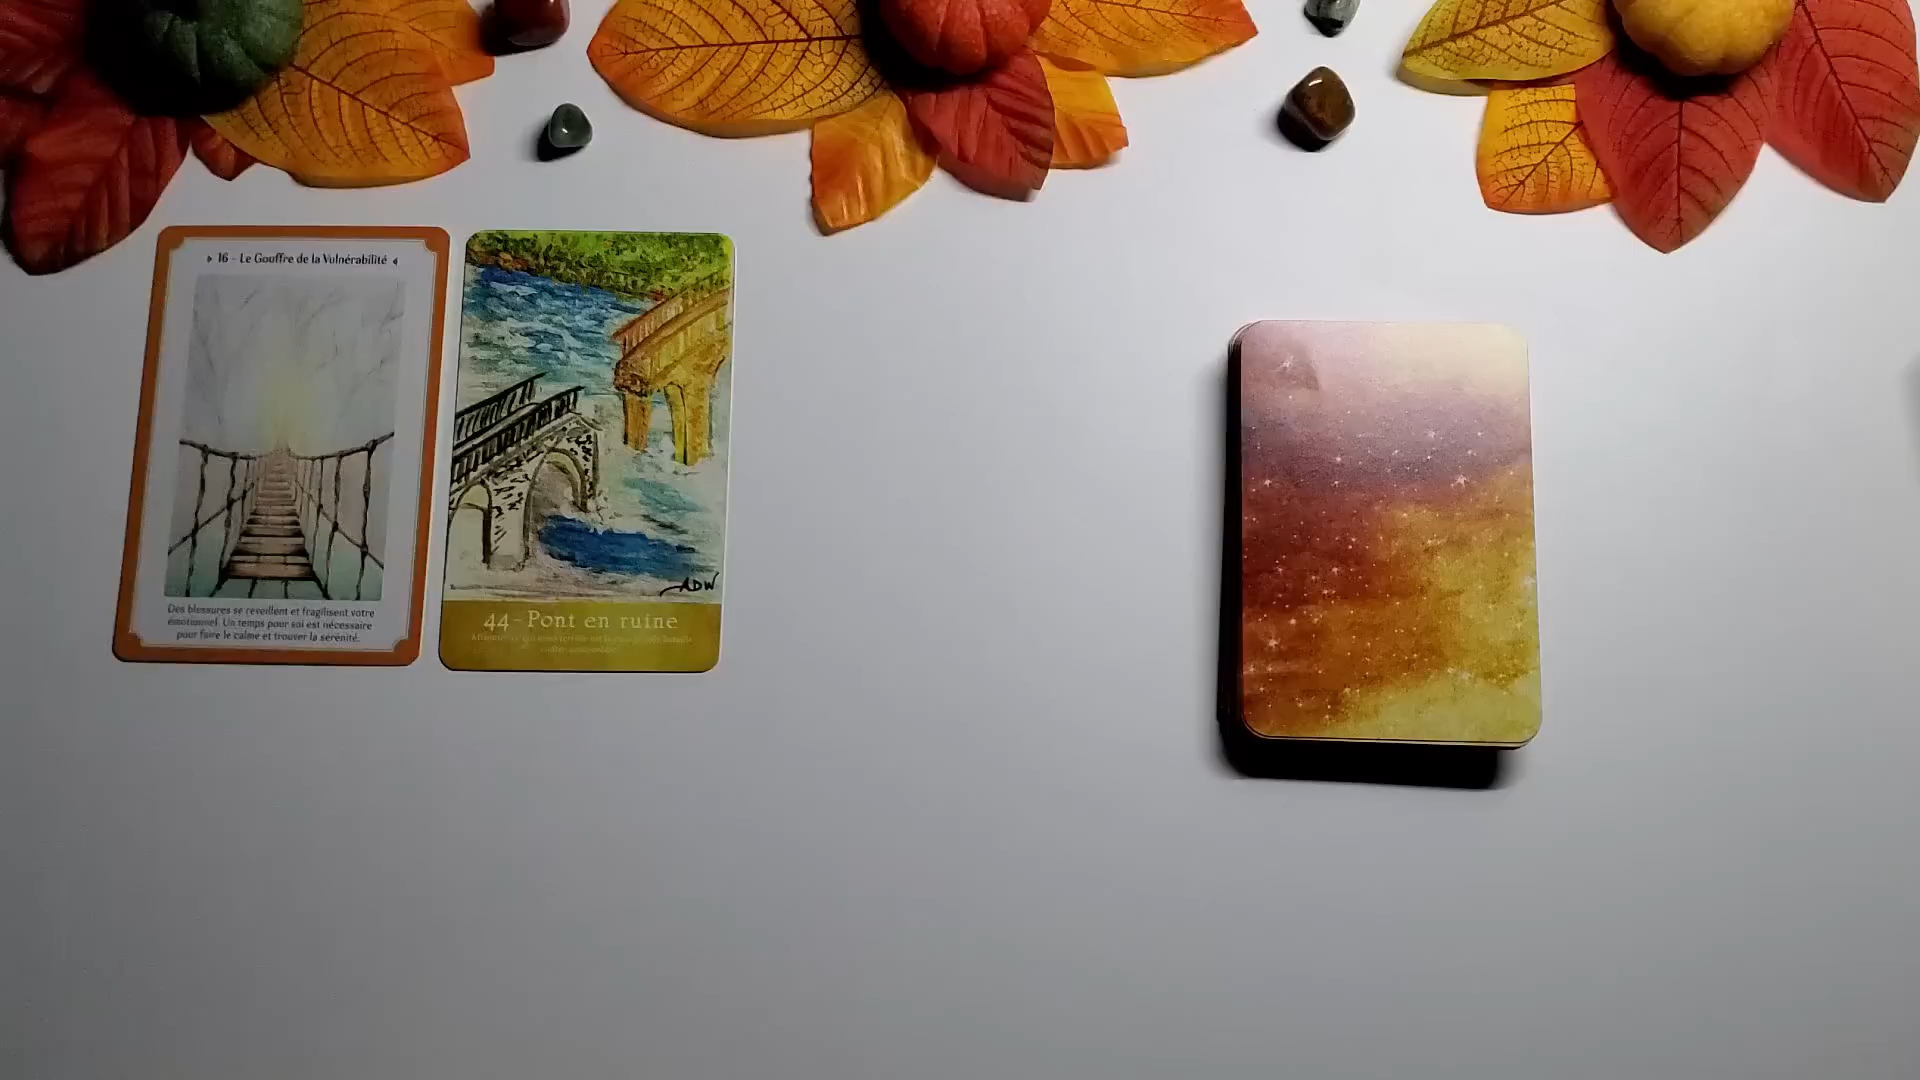 16 - Le Gouffre de la Vulnérabilité
Des blessures se réveillent et fragilisent votre
émotionnel. Un temps pour soi est nécessaire
pour faire le calme et trouver la sérénité.
ADW
44 - Pont en ruine